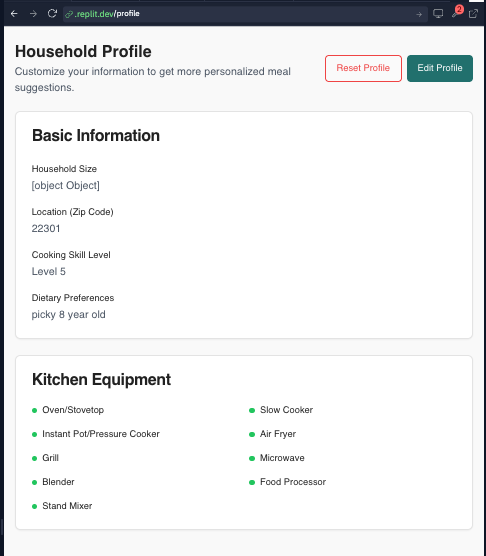 .replit.dev/profile
2
Household Profile
Customize your information to get more personalized meal
suggestions.
Reset Profile
Edit Profile
Basic Information
Household Size
[object Object]
Location (Zip Code)
22301
Cooking Skill Level
Level 5
Dietary Preferences
picky 8 year old
Kitchen Equipment
Oven/Stovetop
Slow Cooker
Instant Pot/Pressure Cooker
Air Fryer
Grill
Microwave
Blender
Food Processor
Stand Mixer